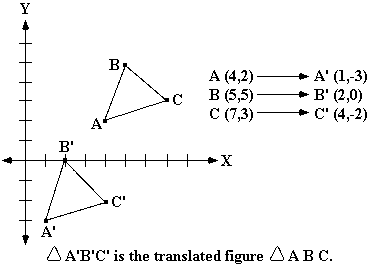 Y
B
C
A
A (4,2) → A' (1,-3)
B (5,5) → B' (2,0)
C (7,3) → C' (4,-2)
B'
X
C'
A'
△ A'B'C' is the translated figure △ A B C.